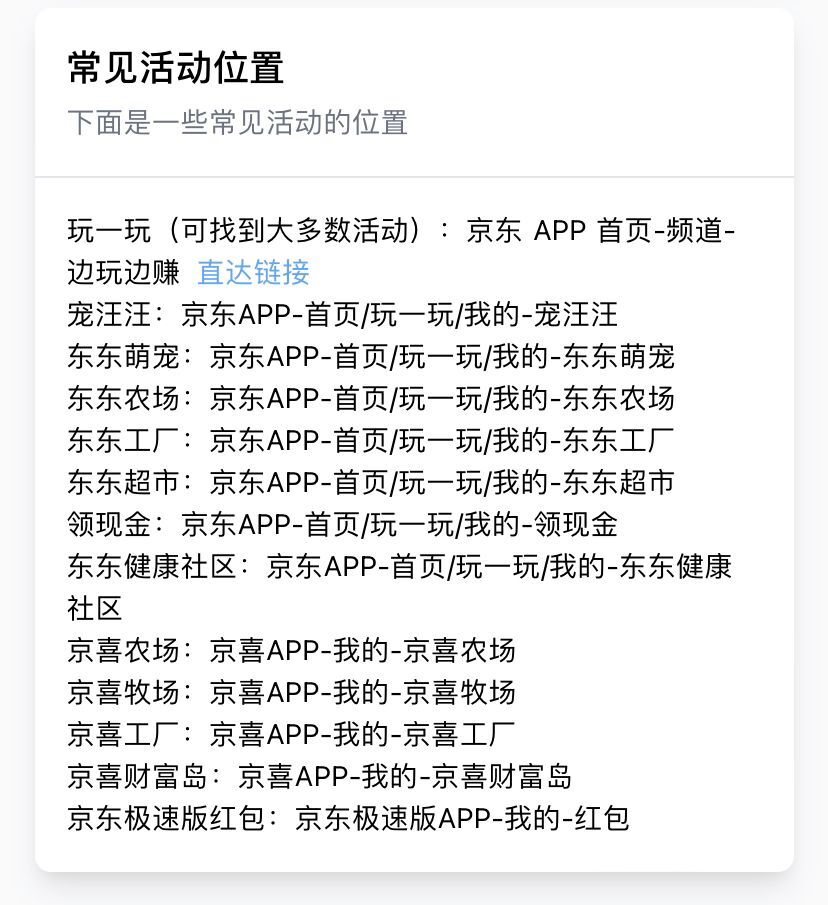 常见活动位置
下面是一些常见活动的位置
玩一玩（可找到大多数活动）：京东 APP 首页-频道-
边玩边赚 直达链接
宠汪汪：京东APP-首页/玩一玩/我的-宠汪汪
东东萌宠：京东APP-首页/玩一玩/我的-东东萌宠
东东农场：京东APP-首页/玩一玩/我的-东东农场
东东工厂：京东APP-首页/玩一玩/我的-东东工厂
东东超市：京东APP-首页/玩一玩/我的-东东超市
领现金：京东APP-首页/玩一玩/我的-领现金
东东健康社区：京东APP-首页/玩一玩/我的-东东健康
社区
京喜农场：京喜APP-我的-京喜农场
京喜牧场：京喜APP-我的-京喜牧场
京喜工厂：京喜APP-我的-京喜工厂
京喜财富岛：京喜APP-我的-京喜财富岛
京东极速版红包：京东极速版APP-我的-红包